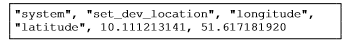 "system", "set_dev_location", "longitude",
"latitude", 10.111213141, 51.617181920